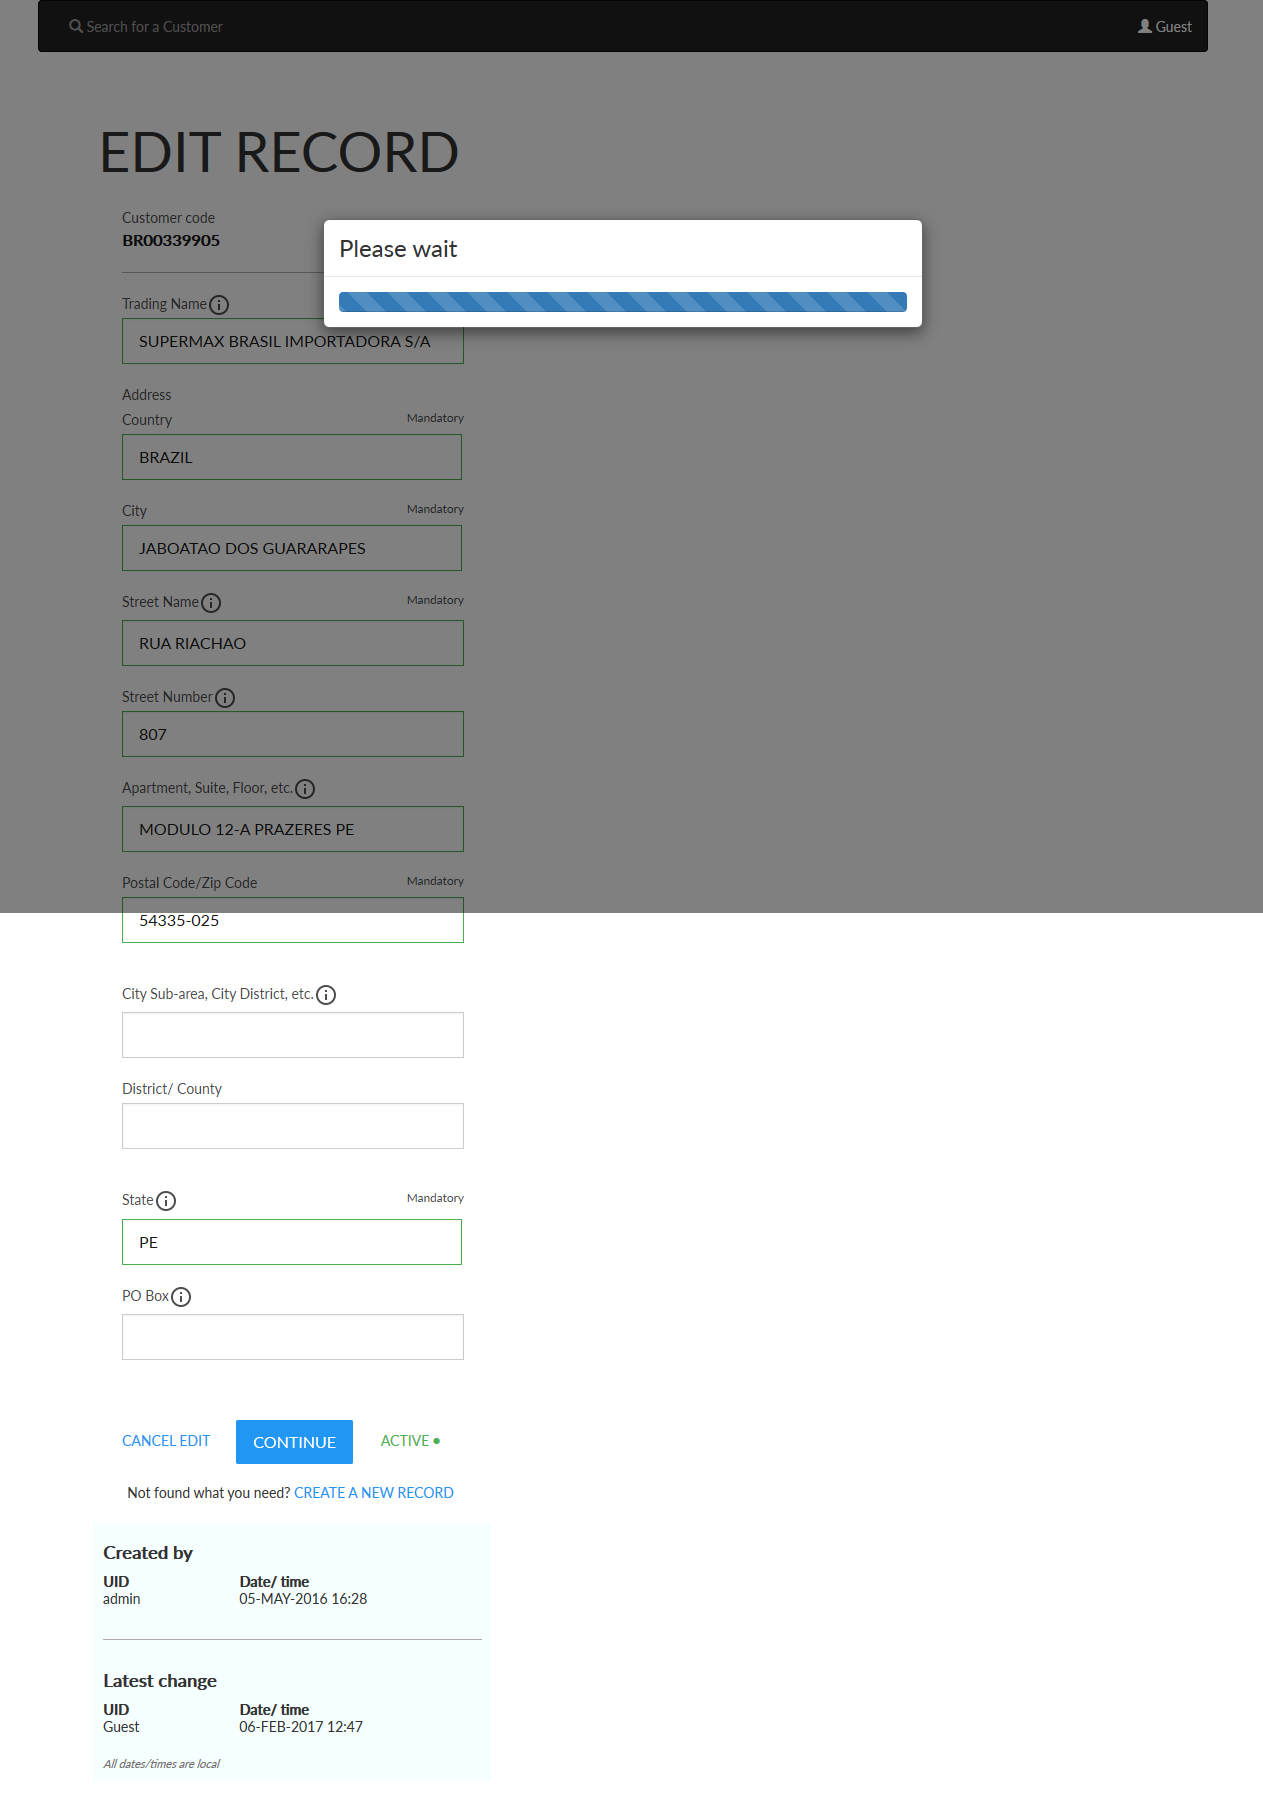 Search for a Customer
Guest
EDIT RECORD
Customer code
BR00339905
Please wait
Trading Name
SUPERMAX BRASIL IMPORTADORA S/A
Address
Country Mandatory
BRAZIL
City Mandatory
JABOATAO DOS GUARARAPES
Street Name Mandatory
RUA RIACHAO
Street Number
807
Apartment, Suite, Floor, etc.
MODULO 12-A PRAZERES PE
Postal Code/Zip Code Mandatory
54335-025
City Sub-area, City District, etc.
District/ County
State Mandatory
PE
PO Box
CANCEL EDIT CONTINUE ACTIVE
Not found what you need? CREATE A NEW RECORD
Created by
UID Date/ time
admin 05-MAY-2016 16:28
Latest change
UID Date/ time
Guest 06-FEB-2017 12:47
All dates/times are local